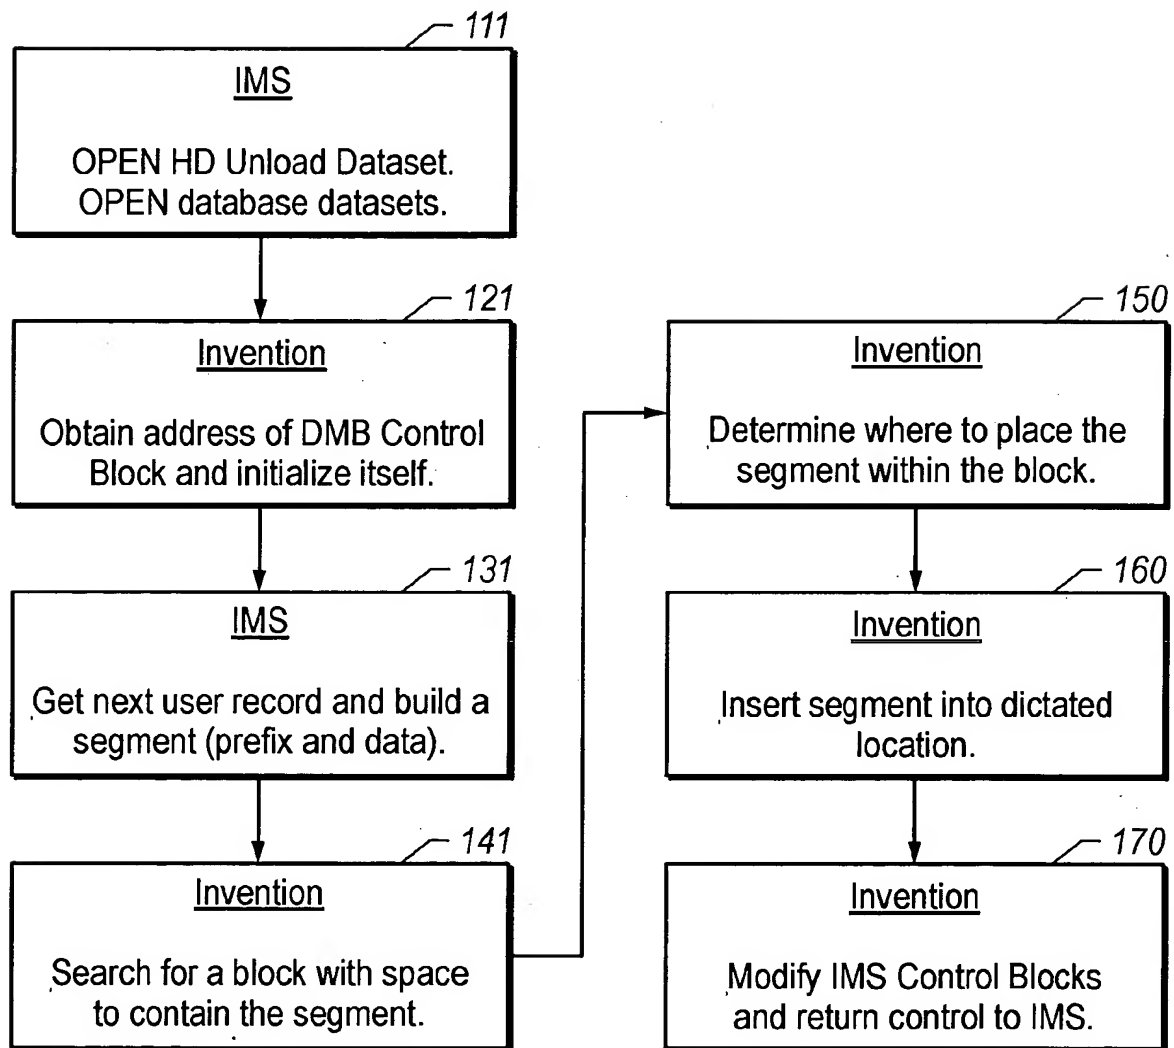 111
IMS
OPEN HD Unload Dataset.
OPEN database datasets.
121
Invention
Obtain address of DMB Control
Block and initialize itself.
131
IMS
Get next user record and build a
segment (prefix and data).
141
Invention
Search for a block with space
to contain the segment.
150
Invention
Determine where to place the
segment within the block.
160
Invention
Insert segment into dictated
location.
170
Invention
Modify IMS Control Blocks
and return control to IMS.